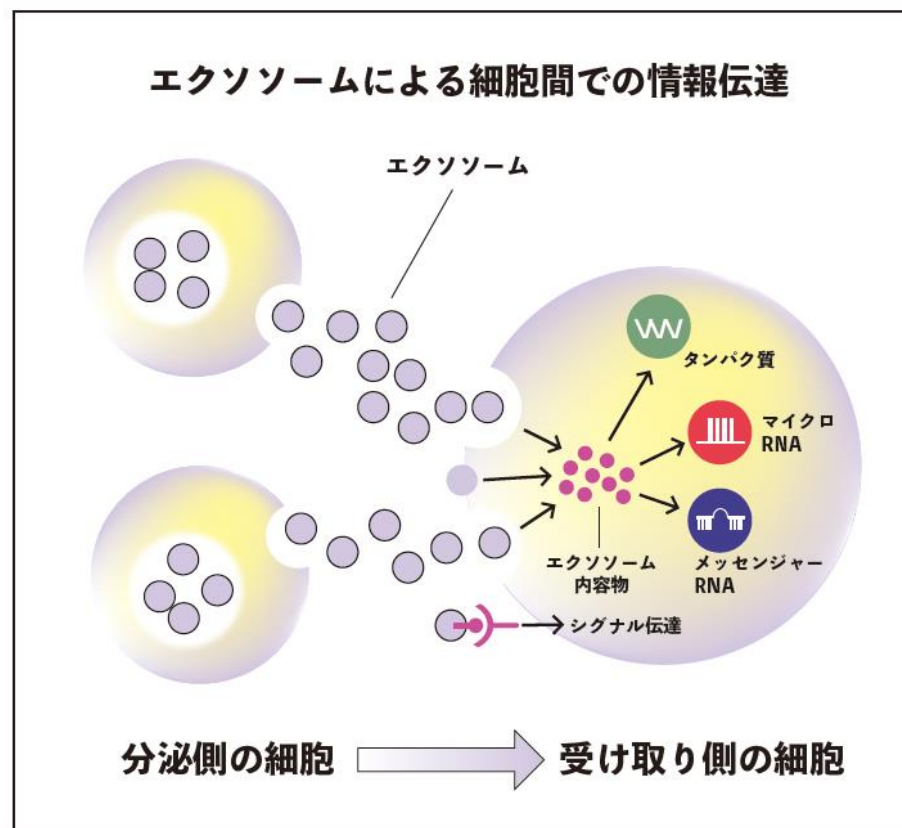 エクソソームによる細胞間での情報伝達
エクソソーム
タンパク質
マイクロ
RNA
メッセンジャー
RNA
エクソソーム
内容物
シグナル伝達
分泌側の細胞
受け取り側の細胞